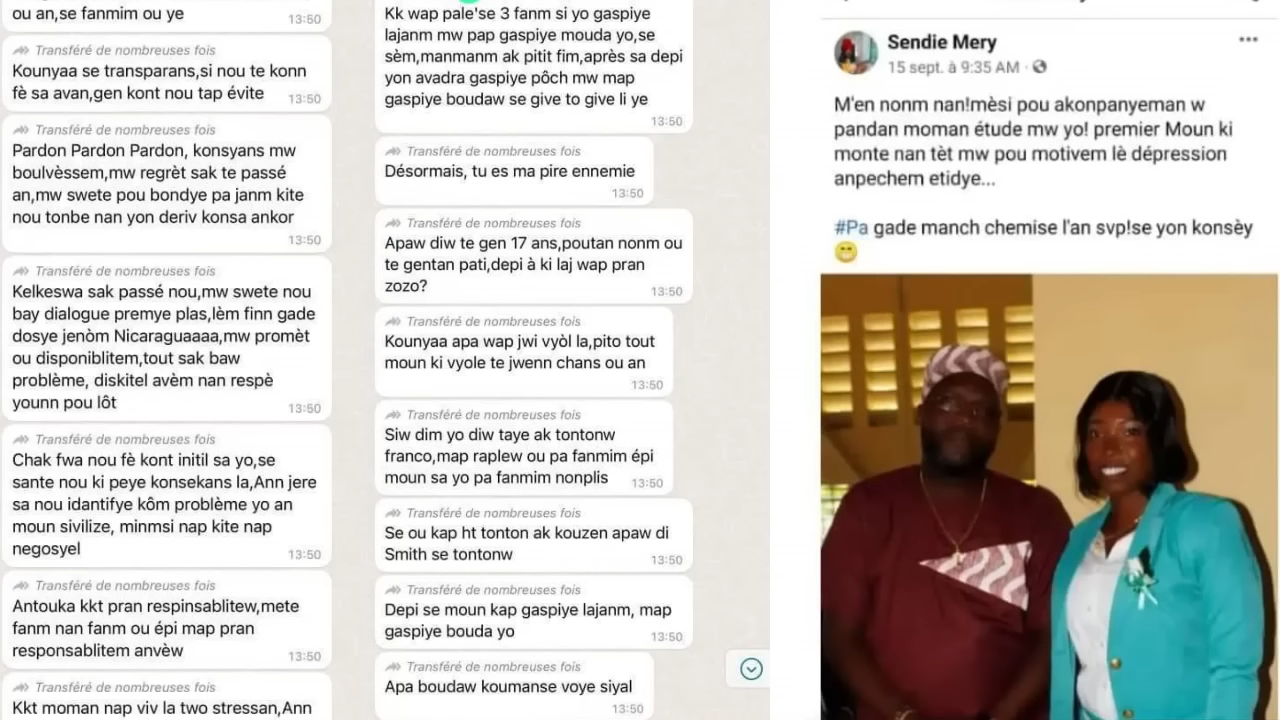 ou an,se fanmim ou ye
13:50
Transféré de nombreuses fois
Kounyaa se transparans,si nou te konn
fè sa avan,gen kont nou tap évite
13:50
Transféré de nombreuses fois
Pardon Pardon Pardon, konsyans mw
boulvèssem,mw regrèt sak te passé
an,mw swete pou bondye pa janm kite
nou tonbe nan yon deriv konsa ankor
13:50
Transféré de nombreuses fois
Kelkeswa sak passé nou,mw swete nou
bay dialogue premye plas,lèm finn gade
dosye jenòm Nicaraguaaaa,mw promèt
ou disponiblitem,tout sak baw
problème, diskitel avèm nan respè
younn pou lôt
13:50
Transféré de nombreuses fois
Chak fwa nou fè kont initil sa yo,se
sante nou ki peye konsekans la,Ann jere
sa nou idantifye kôm problème yo an
moun sivilize, minmsi nap kite nap
negosyel
13:50
Transféré de nombreuses fois
Antouka kkt pran respinsablitew,mete
fanm nan fanm ou épi map pran
responsablitem anvèw
13:50
Transféré de nombreuses fois
Kkt moman nap viv la two stressan,Ann
Kk wap pale'se 3 fanm si yo gaspiye
lajanm mw pap gaspiye mouda yo,se
sèm,manmanm ak pitit fim,après sa depi
yon avadra gaspiye pôch mw map
gaspiye boudaw se give to give li ye
13:50
Transféré de nombreuses fois
Désormais, tu es ma pire ennemie
13:50
Transféré de nombreuses fois
Apaw diw te gen 17 ans,poutan nonm ou
te gentan pati,depi à ki laj wap pran
zozo?
13:50
Transféré de nombreuses fois
Kounyaa apa wap jwi vyòl la,pito tout
moun ki vyole te jwenn chans ou an
13:50
Transféré de nombreuses fois
Siw dim yo diw taye ak tontonw
franco,map raplew ou pa fanmim épi
moun sa yo pa fanmim nonplis
13:50
Transféré de nombreuses fois
Se ou kap ht tonton ak kouzen apaw di
Smith se tontonw
13:50
Transféré de nombreuses fois
Depi se moun kap gaspiye lajanm, map
gaspiye bouda yo
13:50
Transféré de nombreuses fois
Apa boudaw koumanse voye siyal
13:50
Sendie Mery
15 sept. à 9:35 AM
M'en nonm nan!mèsi pou akonpanyeman w
pandan moman étude mw yo! premier Moun ki
monte nan tèt mw pou motivem lè dépression
anpechem etidye...
#Pa gade manch chemise l'an svp!se yon konsèy